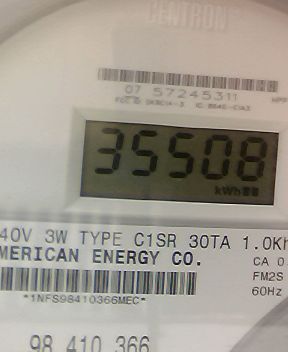 CENTRON
07 57245311
35508
kWh
40V 3W TYPE C1SR 30TA 1.0Kh
MERICAN ENERGY CO.
CA 0.
FM2S
*1NFS98410366MEC*
60Hz
98 410 366